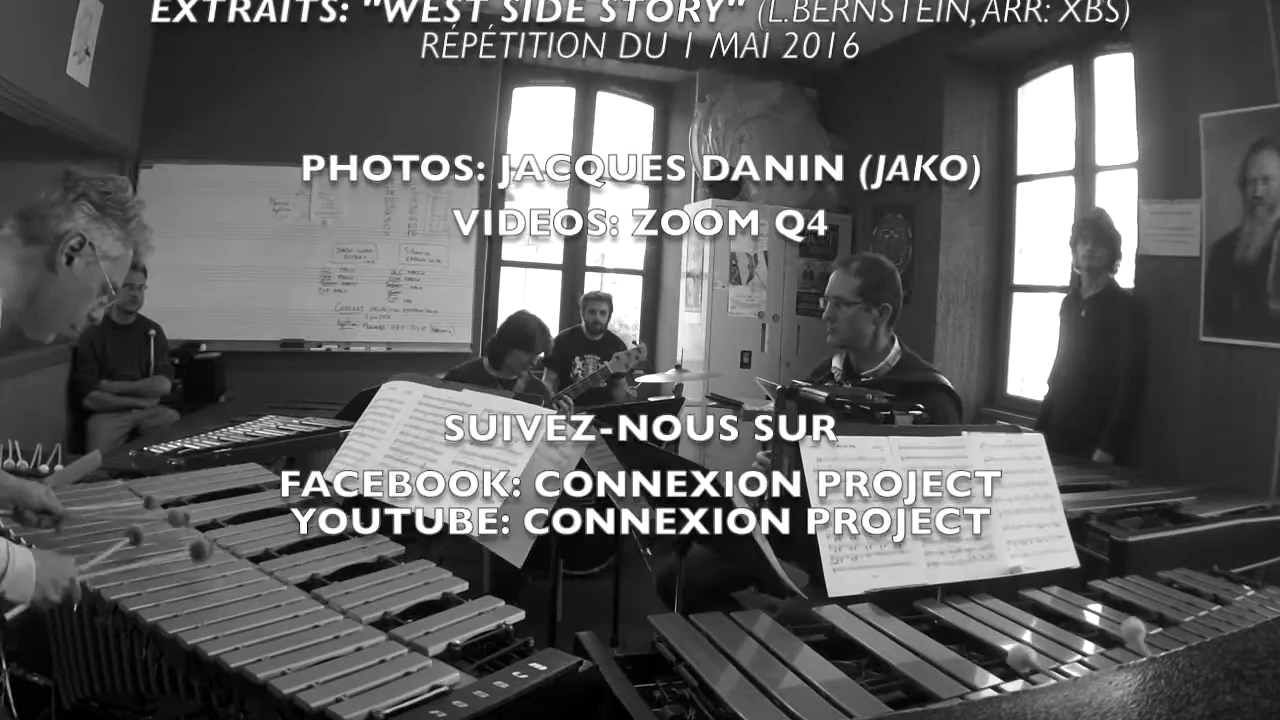 EXTRAITS: "WEST SIDE STORY" (L.BERNSTEIN, ARR: XBS)
RÉPÉTITION DU 1 MAI 2016
PHOTOS: JACQUES DANIN (JAKO)
VIDEOS: ZOOM Q4
SUIVEZ-NOUS SUR
FACEBOOK: CONNEXION PROJECT
YOUTUBE: CONNEXION PROJECT